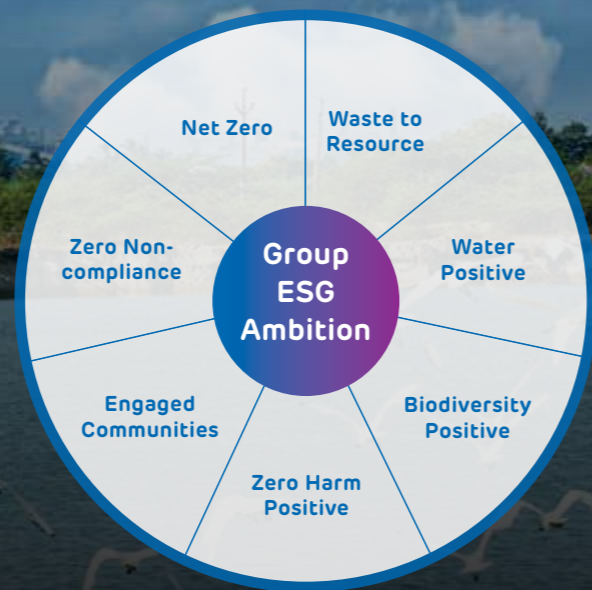 Net Zero
Waste to
Resource
Water
Positive
Biodiversity
Positive
Zero Harm
Positive
Engaged
Communities
Zero Non-
compliance
Group
ESG
Ambition